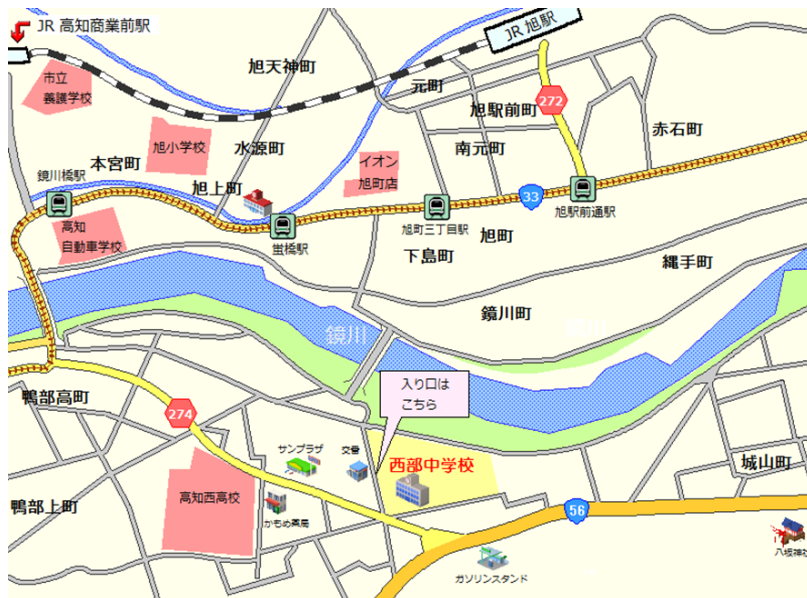 JR 高知商業前駅
JR 旭駅
旭天神町
市立
養護学校
元町
旭駅前町
272
赤石町
旭小学校
水源町
南元町
本宮町
イオン
旭町店
鏡川橋駅
旭上町
33
高知
自動車学校
蛍橋駅
旭町三丁目駅
旭駅前通駅
旭町
下島町
縄手町
鏡川町
鏡川
入り口は
こちら
鴨部高町
274
サンプラザ
交番
西部中学校
城山町
高知西高校
鴨部上町
かもめ薬局
56
八坂神社
ガソリンスタンド